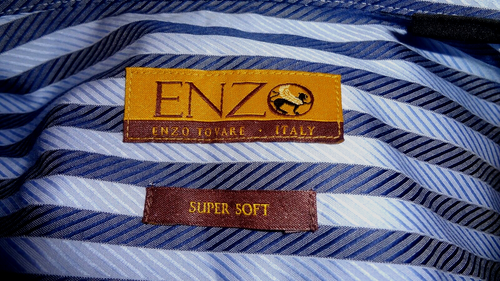 ENZO
ENZO TOVARE · ITALY
SUPER SOFT